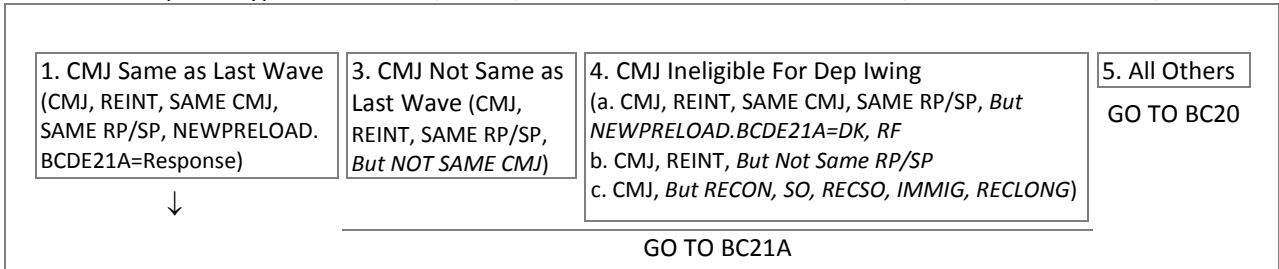 1. CMJ Same as Last Wave
(CMJ, REINT, SAME CMJ,
SAME RP/SP, NEWPRELOAD.
BCDE21A=Response)
↓
3. CMJ Not Same as
Last Wave (CMJ,
REINT, SAME RP/SP,
But NOT SAME CMJ)
4. CMJ Ineligible For Dep Iwing
(a. CMJ, REINT, SAME CMJ, SAME RP/SP, But
NEWPRELOAD.BCDE21A=DK, RF
b. CMJ, REINT, But Not Same RP/SP
c. CMJ, But RECON, SO, RECSO, IMMIG, RECLONG)
5. All Others
GO TO BC20
GO TO BC21A